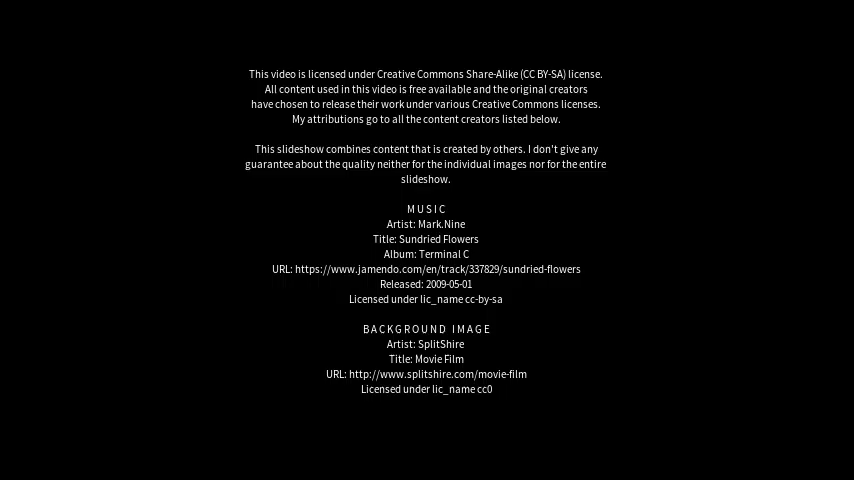 This video is licensed under Creative Commons Share-Alike (CC BY-SA) license.
All content used in this video is free available and the original creators
have chosen to release their work under various Creative Commons licenses.
My attributions go to all the content creators listed below.
This slideshow combines content that is created by others. I don't give any
guarantee about the quality neither for the individual images nor for the entire
slideshow.
MUSIC
Artist: Mark.Nine
Title: Sundried Flowers
Album: Terminal C
URL: https://www.jamendo.com/en/track/337829/sundried-flowers
Released: 2009-05-01
Licensed under lic_name cc-by-sa
BACKGROUND IMAGE
Artist: SplitShire
Title: Movie Film
URL: http://www.splitshire.com/movie-film
Licensed under lic_name cc0